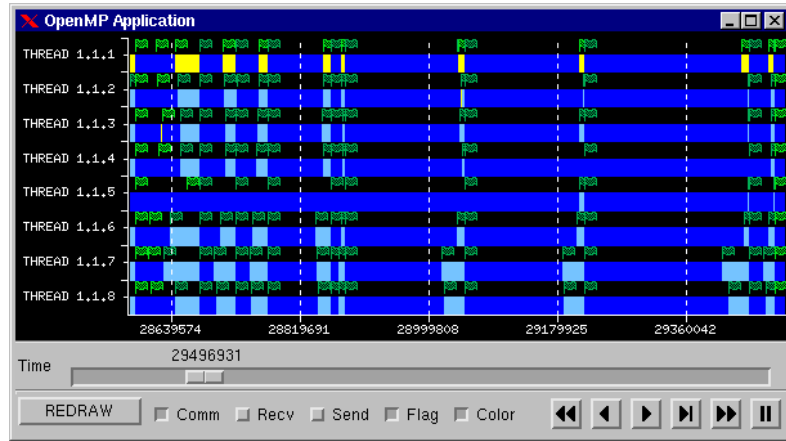 OpenMP Application
THREAD 1.1.1
THREAD 1.1.2
THREAD 1.1.3
THREAD 1.1.4
THREAD 1.1.5
THREAD 1.1.6
THREAD 1.1.7
THREAD 1.1.8
28639574 28819691 28999808 29179925 29360042
29496931
Time
REDRAW Comm Recv Send Flag Color